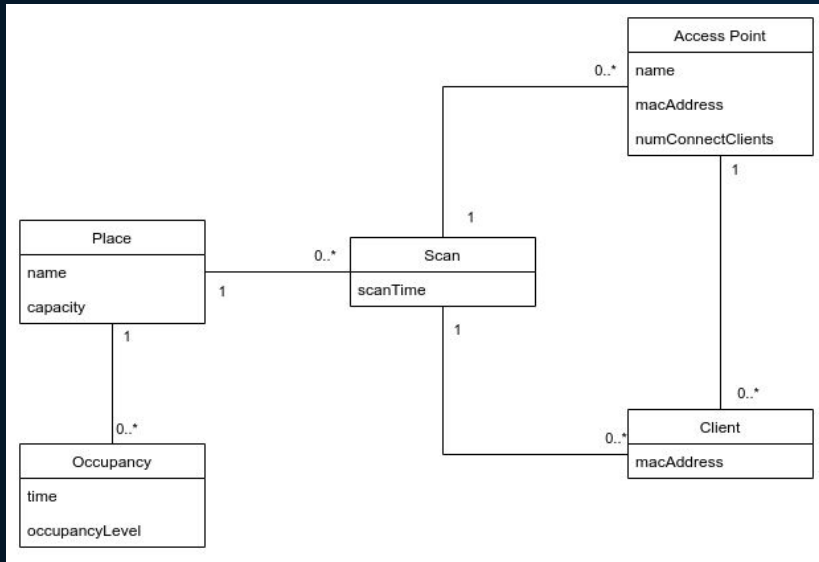 Access Point
name
macAddress
numConnectClients
0..*
1
1
Place
name
capacity
1
0..*
Scan
scanTime
1
1
0..*
Occupancy
time
occupancyLevel
0..*
0..*
Client
macAddress